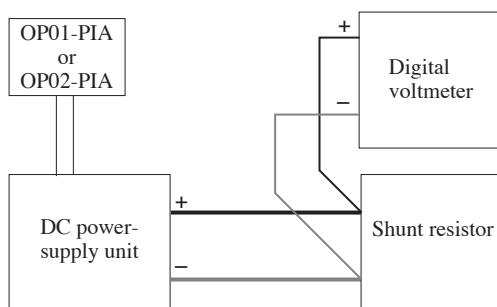 OP01-PIA
or
OP02-PIA
+
Digital
voltmeter
−
DC power-
supply unit
+
−
Shunt resistor